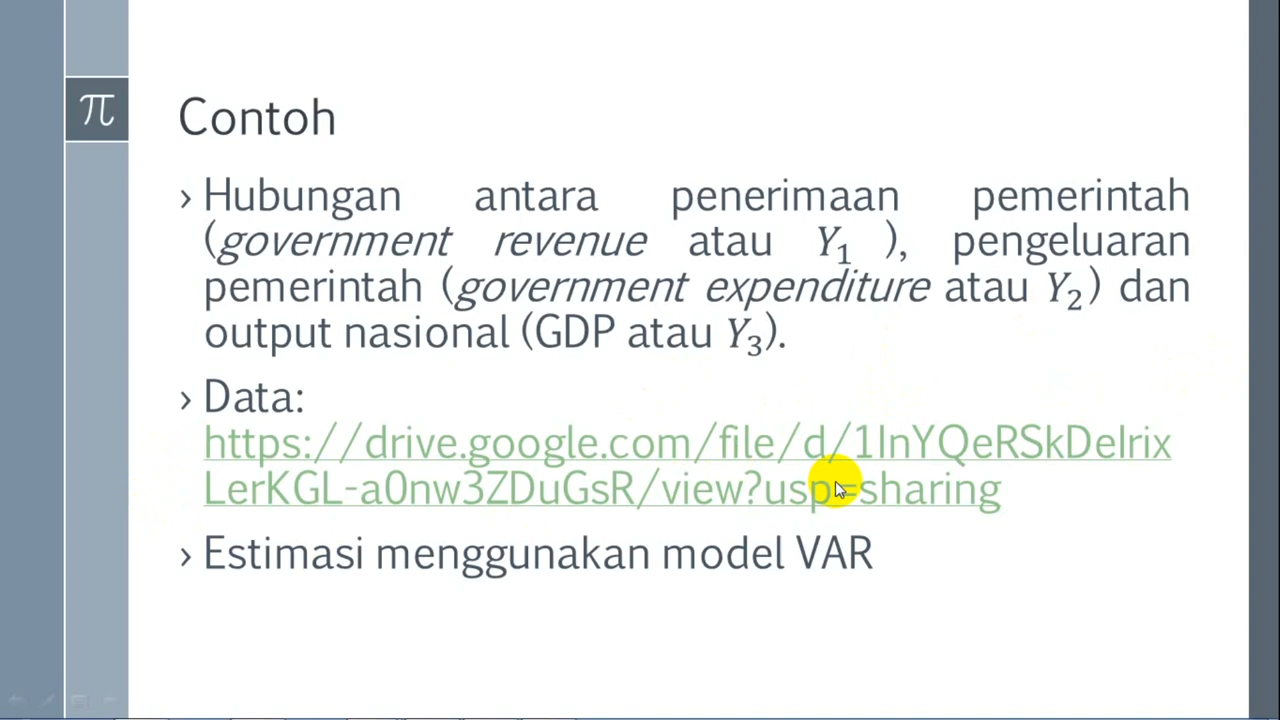 π
Contoh
› Hubungan antara penerimaan pemerintah
(government revenue atau Y₁ ), pengeluaran
pemerintah (government expenditure atau Y₂) dan
output nasional (GDP atau Y₃).
› Data:
https://drive.google.com/file/d/1lnYQeRSkDeIrix
LerKGL-a0nw3ZDuGsR/view?usp=sharing
› Estimasi menggunakan model VAR